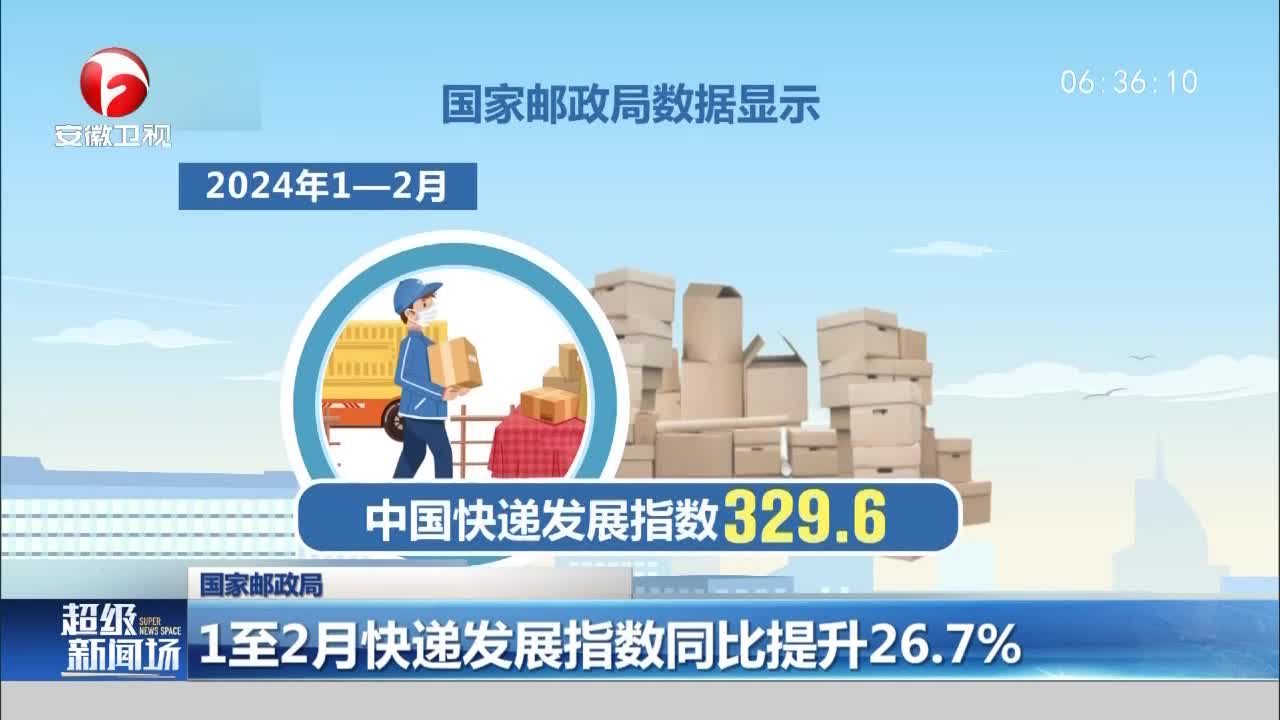 安徽卫视
06:36:10
国家邮政局数据显示
2024年1—2月
中国快递发展指数329.6
国家邮政局
超级
新闻场
SUPER
NEWS SPACE
1至2月快递发展指数同比提升26.7%